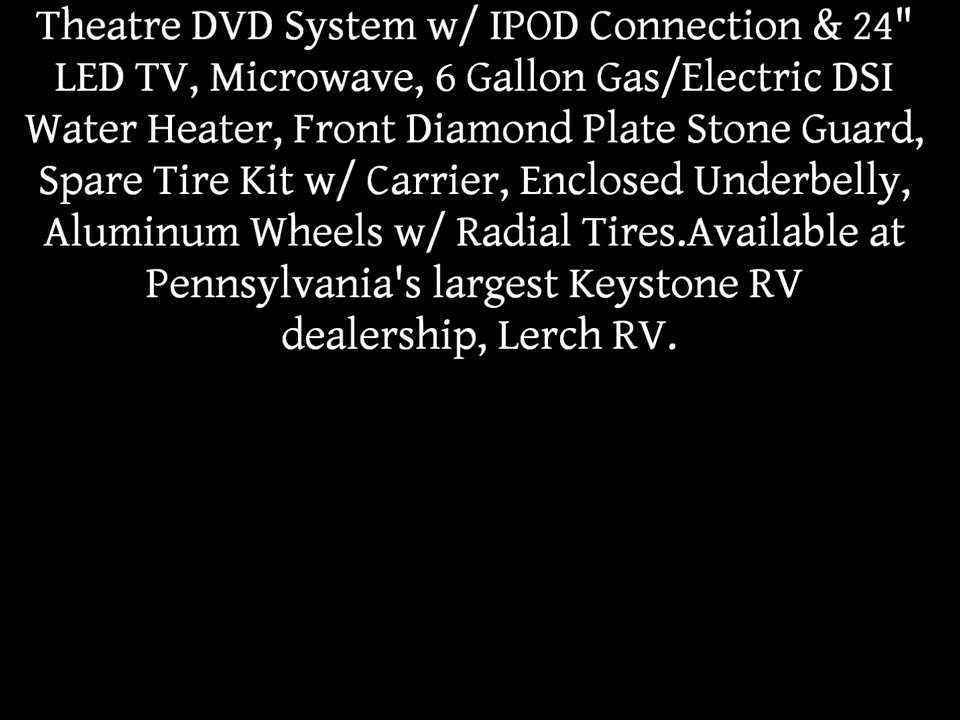 Theatre DVD System w/ IPOD Connection & 24"
LED TV, Microwave, 6 Gallon Gas/Electric DSI
Water Heater, Front Diamond Plate Stone Guard,
Spare Tire Kit w/ Carrier, Enclosed Underbelly,
Aluminum Wheels w/ Radial Tires.Available at
Pennsylvania's largest Keystone RV
dealership, Lerch RV.